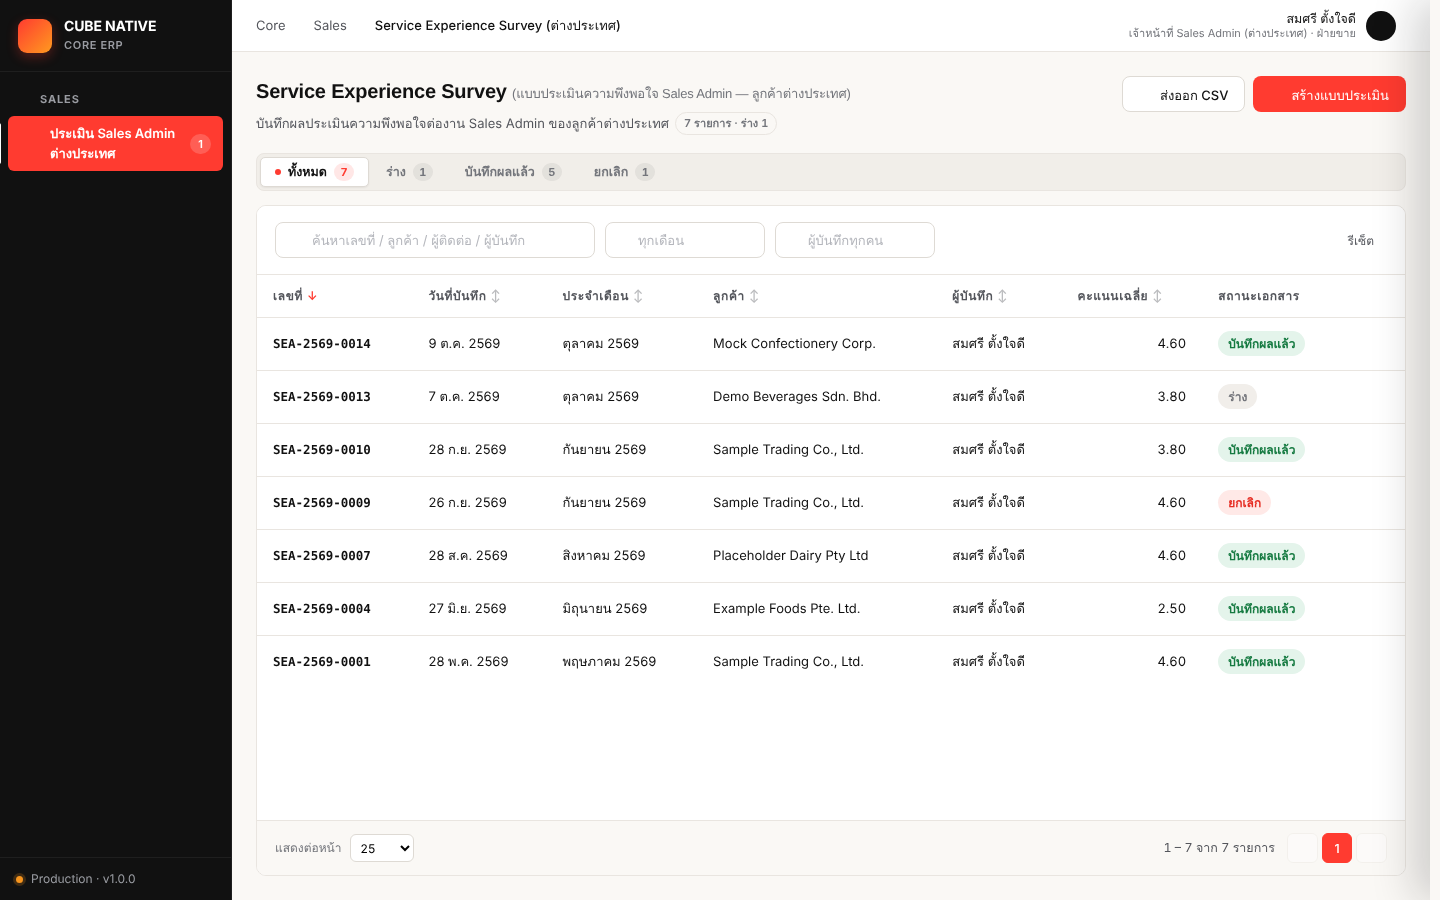 CUBE NATIVE
CORE ERP
SALES
ประเมิน Sales Admin
ต่างประเทศ
1
Production · v1.0.0
Core Sales Service Experience Survey (ต่างประเทศ)
สมศรี ตั้งใจดี
เจ้าหน้าที่ Sales Admin (ต่างประเทศ) · ฝ่ายขาย
Service Experience Survey (แบบประเมินความพึงพอใจ Sales Admin — ลูกค้าต่างประเทศ)
บันทึกผลประเมินความพึงพอใจต่องาน Sales Admin ของลูกค้าต่างประเทศ 7 รายการ · ร่าง 1
ส่งออก CSV
สร้างแบบประเมิน
ทั้งหมด 7 ร่าง 1 บันทึกผลแล้ว 5 ยกเลิก 1
ค้นหาเลขที่ / ลูกค้า / ผู้ติดต่อ / ผู้บันทึก ทุกเดือน ผู้บันทึกทุกคน รีเซ็ต
เลขที่ ↓ วันที่บันทึก ↕ ประจำเดือน ↕ ลูกค้า ↕ ผู้บันทึก ↕ คะแนนเฉลี่ย ↕ สถานะเอกสาร
SEA-2569-0014 9 ต.ค. 2569 ตุลาคม 2569 Mock Confectionery Corp. สมศรี ตั้งใจดี 4.60 บันทึกผลแล้ว
SEA-2569-0013 7 ต.ค. 2569 ตุลาคม 2569 Demo Beverages Sdn. Bhd. สมศรี ตั้งใจดี 3.80 ร่าง
SEA-2569-0010 28 ก.ย. 2569 กันยายน 2569 Sample Trading Co., Ltd. สมศรี ตั้งใจดี 3.80 บันทึกผลแล้ว
SEA-2569-0009 26 ก.ย. 2569 กันยายน 2569 Sample Trading Co., Ltd. สมศรี ตั้งใจดี 4.60 ยกเลิก
SEA-2569-0007 28 ส.ค. 2569 สิงหาคม 2569 Placeholder Dairy Pty Ltd สมศรี ตั้งใจดี 4.60 บันทึกผลแล้ว
SEA-2569-0004 27 มิ.ย. 2569 มิถุนายน 2569 Example Foods Pte. Ltd. สมศรี ตั้งใจดี 2.50 บันทึกผลแล้ว
SEA-2569-0001 28 พ.ค. 2569 พฤษภาคม 2569 Sample Trading Co., Ltd. สมศรี ตั้งใจดี 4.60 บันทึกผลแล้ว
แสดงต่อหน้า 25 1 – 7 จาก 7 รายการ 1